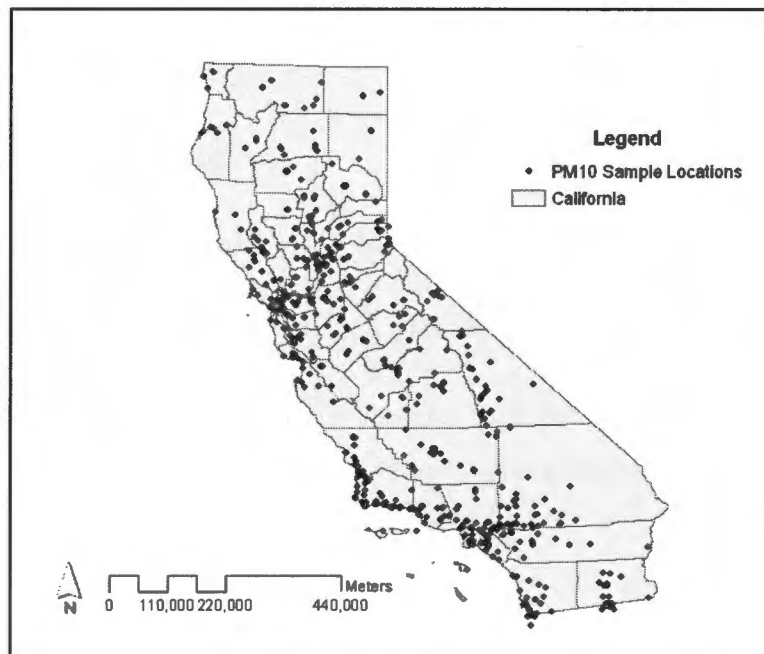 Legend
PM10 Sample Locations
California
N
Meters
0 110,000 220,000 440,000